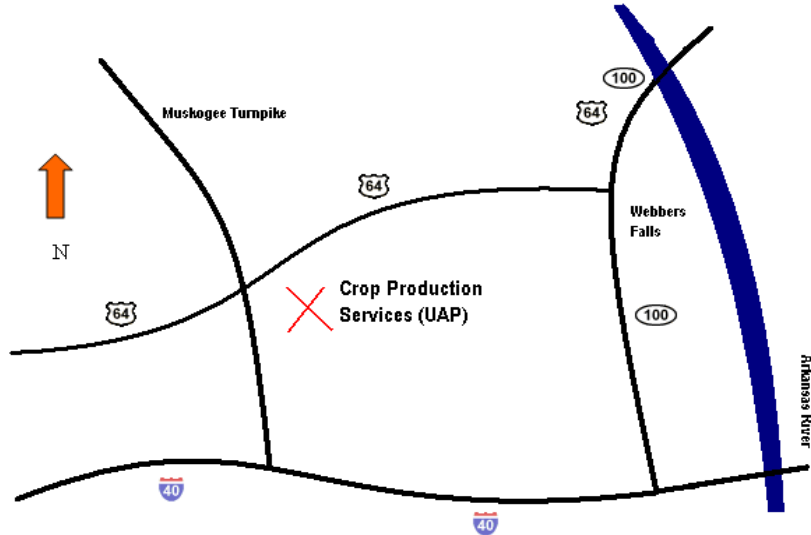 100
64
Muskogee Turnpike
64
Webbers
Falls
N
Crop Production
Services (UAP)
64
100
Arkansas River
40
40